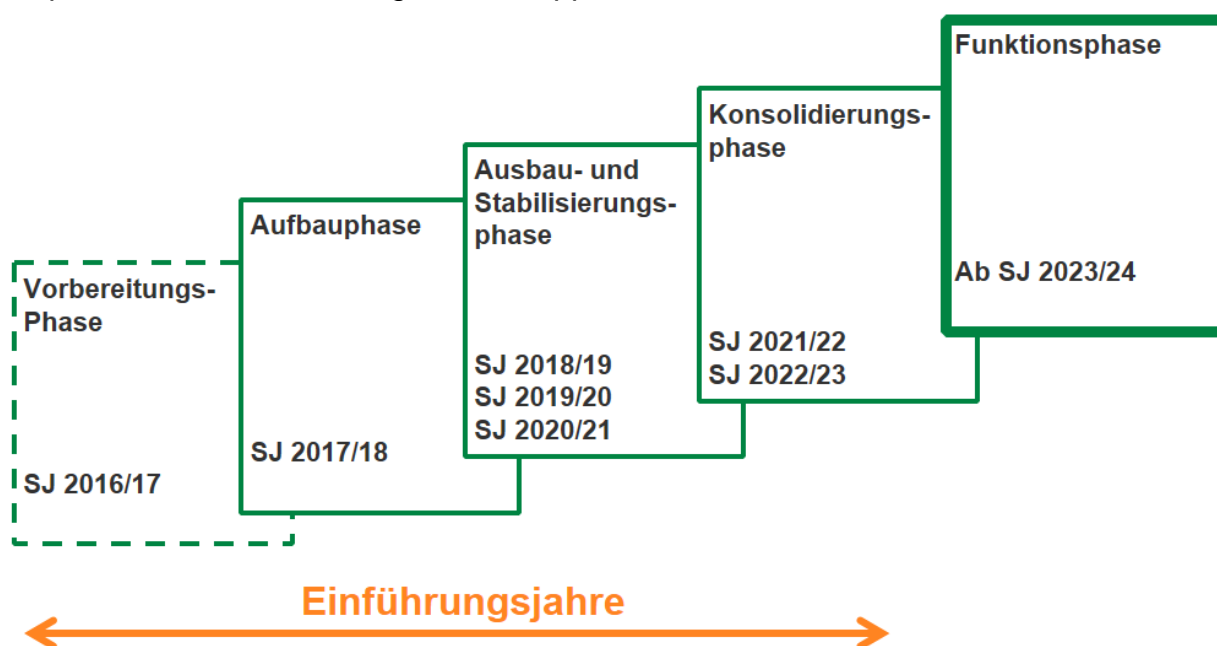 Funktionsphase
Ab SJ 2023/24
Konsolidierungs-
phase
SJ 2021/22
SJ 2022/23
Ausbau- und
Stabilisierungs-
phase
SJ 2018/19
SJ 2019/20
SJ 2020/21
Aufbauphase
SJ 2017/18
Vorbereitungs-
Phase
SJ 2016/17
Einführungsjahre